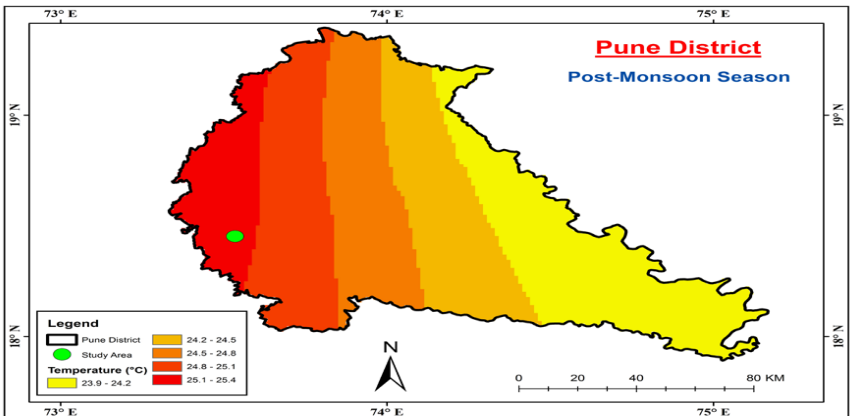 73° E 74° E 75° E
Pune District
Post-Monsoon Season
19° N 19° N
18° N 18° N
Legend
Pune District
Study Area
Temperature (°C)
23.9 - 24.2
24.2 - 24.5
24.5 - 24.8
24.8 - 25.1
25.1 - 25.4
N
0 20 40 80 KM
73° E 74° E 75° E